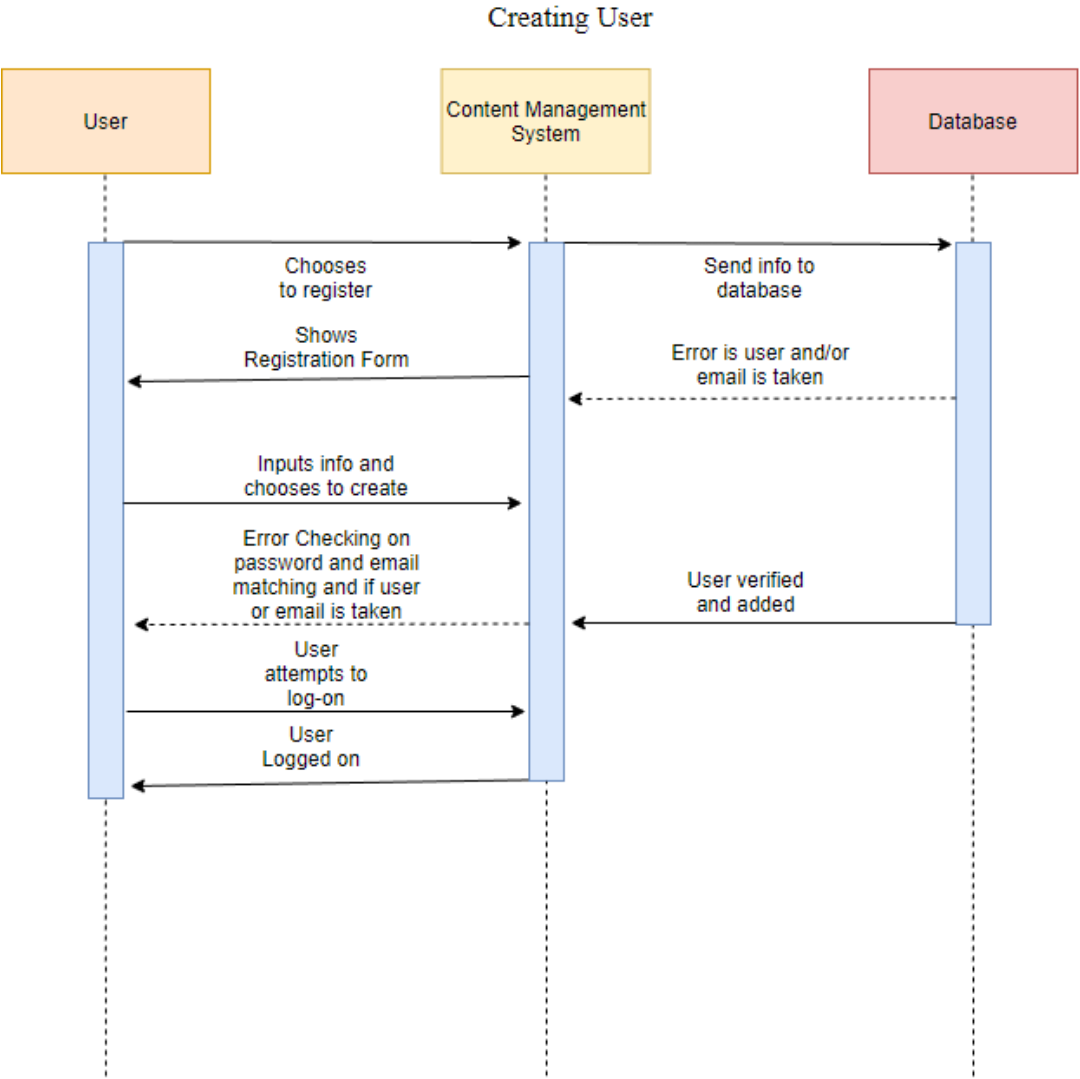 Creating User
User
Content Management
System
Database
Chooses
to register
Send info to
database
Shows
Registration Form
Error is user and/or
email is taken
Inputs info and
chooses to create
Error Checking on
password and email
matching and if user
or email is taken
User verified
and added
User
attempts to
log-on
User
Logged on